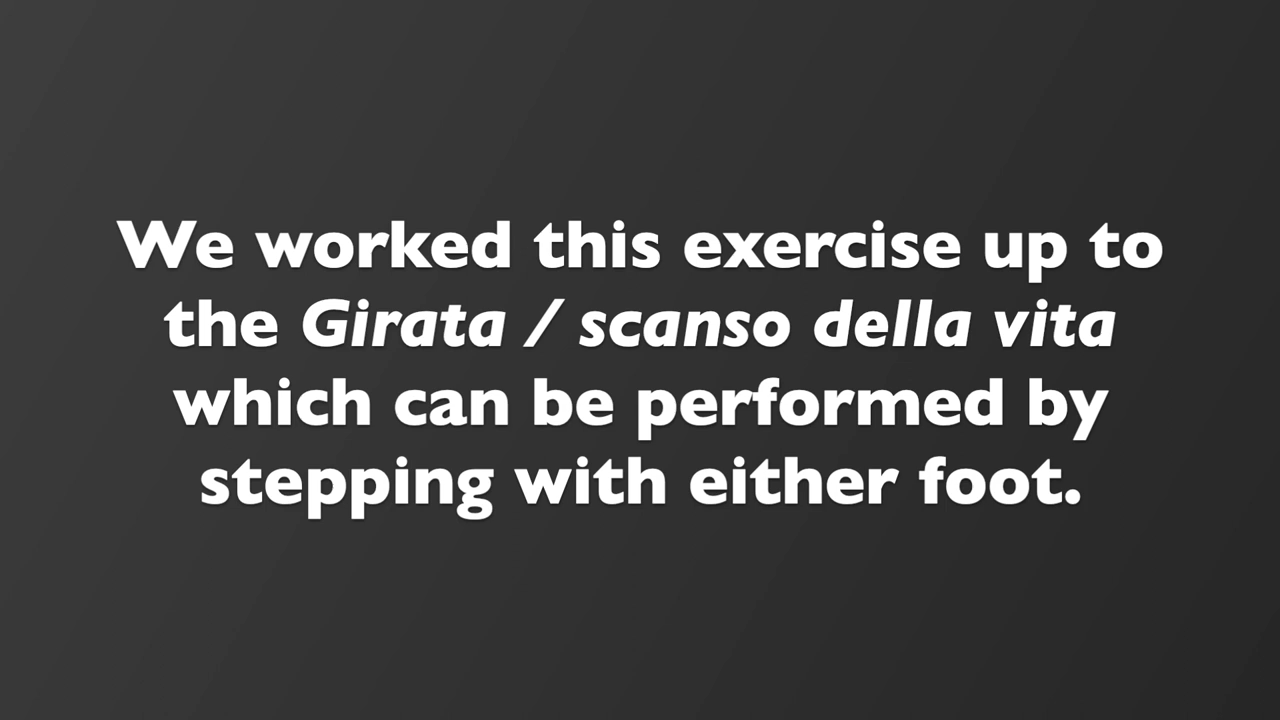 We worked this exercise up to
the Girata / scanso della vita
which can be performed by
stepping with either foot.